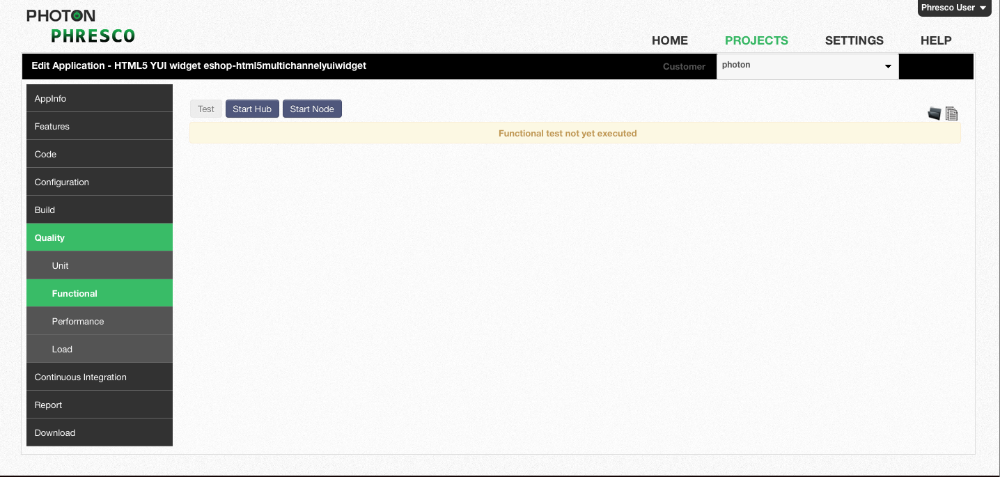 PHOTON
PHRESCO
Phresco User
HOME PROJECTS SETTINGS HELP
Edit Application - HTML5 YUI widget eshop-html5multichannelyuiwidget
Customer photon
AppInfo
Features
Code
Configuration
Build
Quality
Unit
Functional
Performance
Load
Continuous Integration
Report
Download
Test Start Hub Start Node
Functional test not yet executed